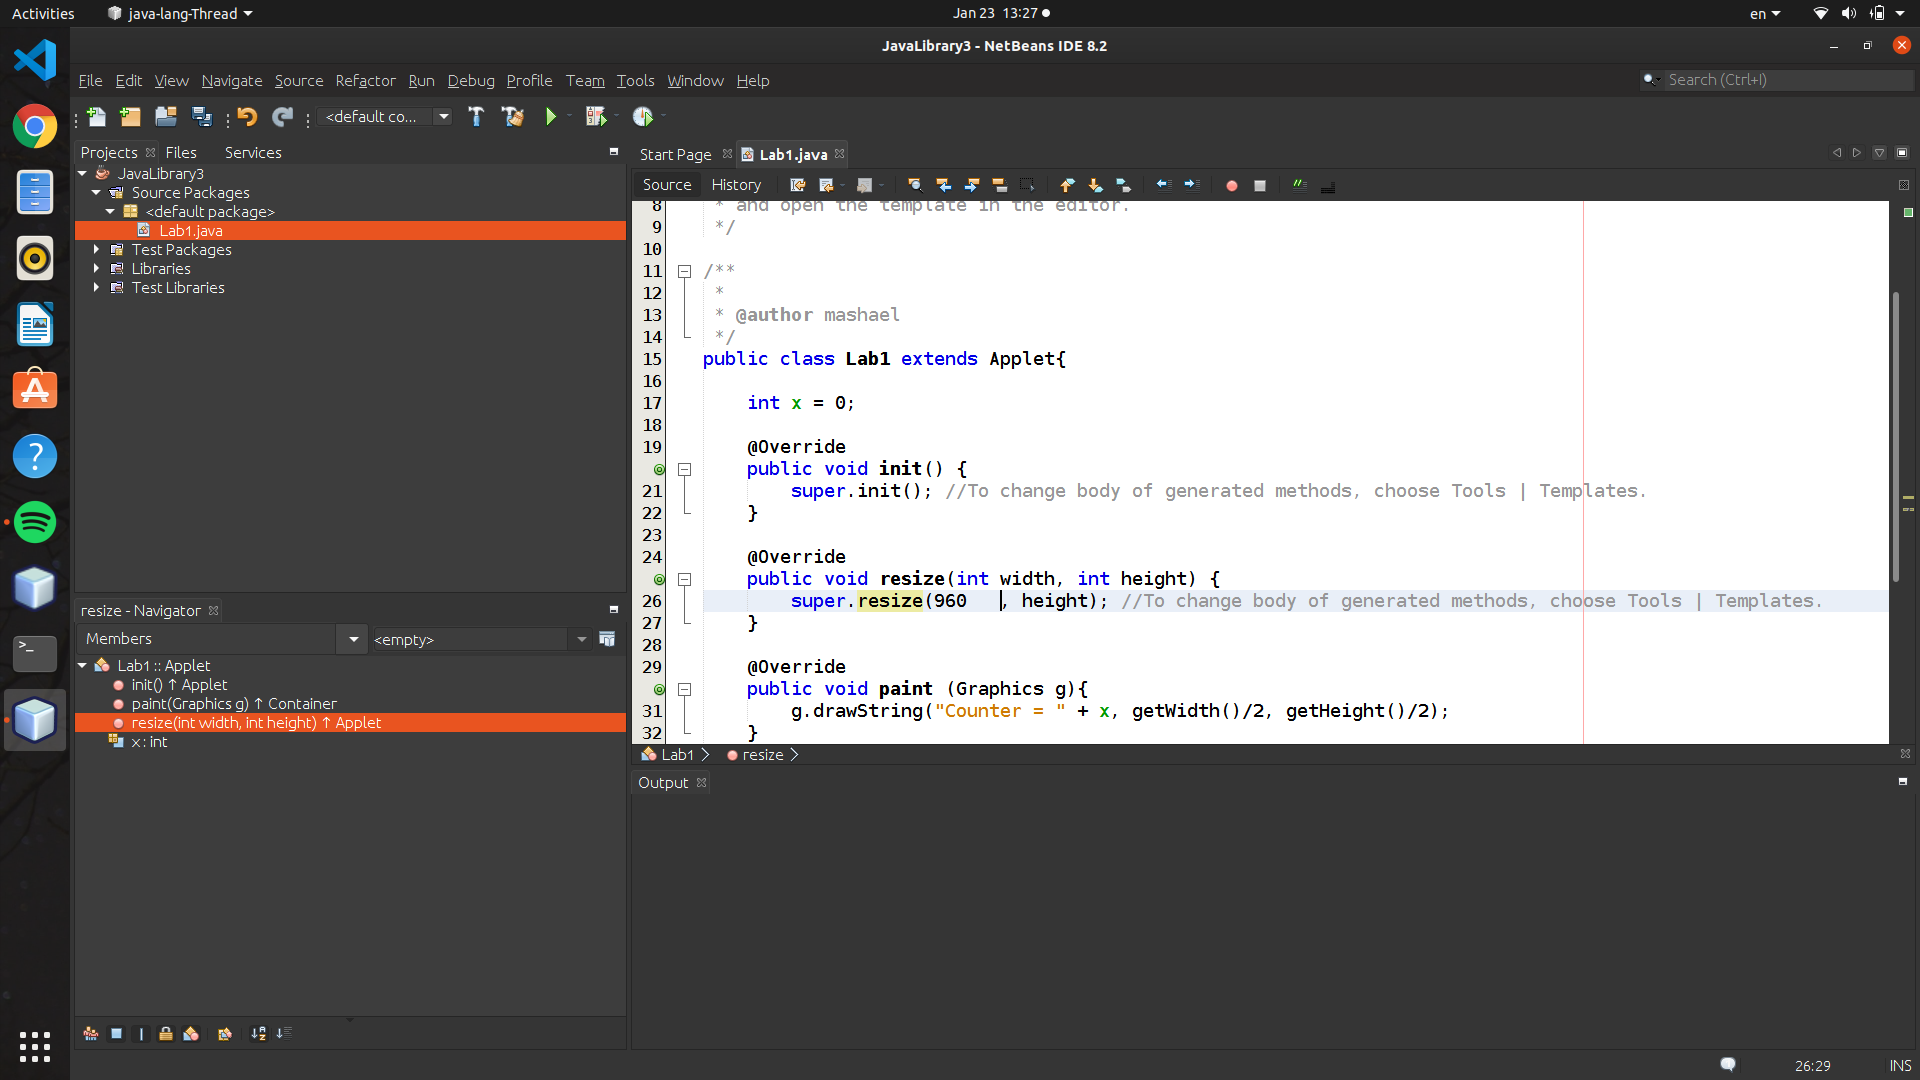 Activities java-lang-Thread Jan 23 13:27 en
JavaLibrary3 - NetBeans IDE 8.2
File Edit View Navigate Source Refactor Run Debug Profile Team Tools Window Help Search (Ctrl+I)
<default co...
Projects Files Services
JavaLibrary3
Source Packages
<default package>
Lab1.java
Test Packages
Libraries
Test Libraries
Start Page Lab1.java
Source History
8 * and open the template in the editor.
9 */
10
11 /**
12 *
13 * @author mashael
14 */
15 public class Lab1 extends Applet{
16
17 int x = 0;
18
19 @Override
public void init() {
21 super.init(); //To change body of generated methods, choose Tools | Templates.
22 }
23
24 @Override
public void resize(int width, int height) {
26 super.resize(960   , height); //To change body of generated methods, choose Tools | Templates.
27 }
28
29 @Override
public void paint (Graphics g){
31 g.drawString("Counter = " + x, getWidth()/2, getHeight()/2);
32 }
Lab1 resize
resize - Navigator
Members <empty>
Lab1 :: Applet
init() ↑ Applet
paint(Graphics g) ↑ Container
resize(int width, int height) ↑ Applet
x : int
Output
26:29 INS